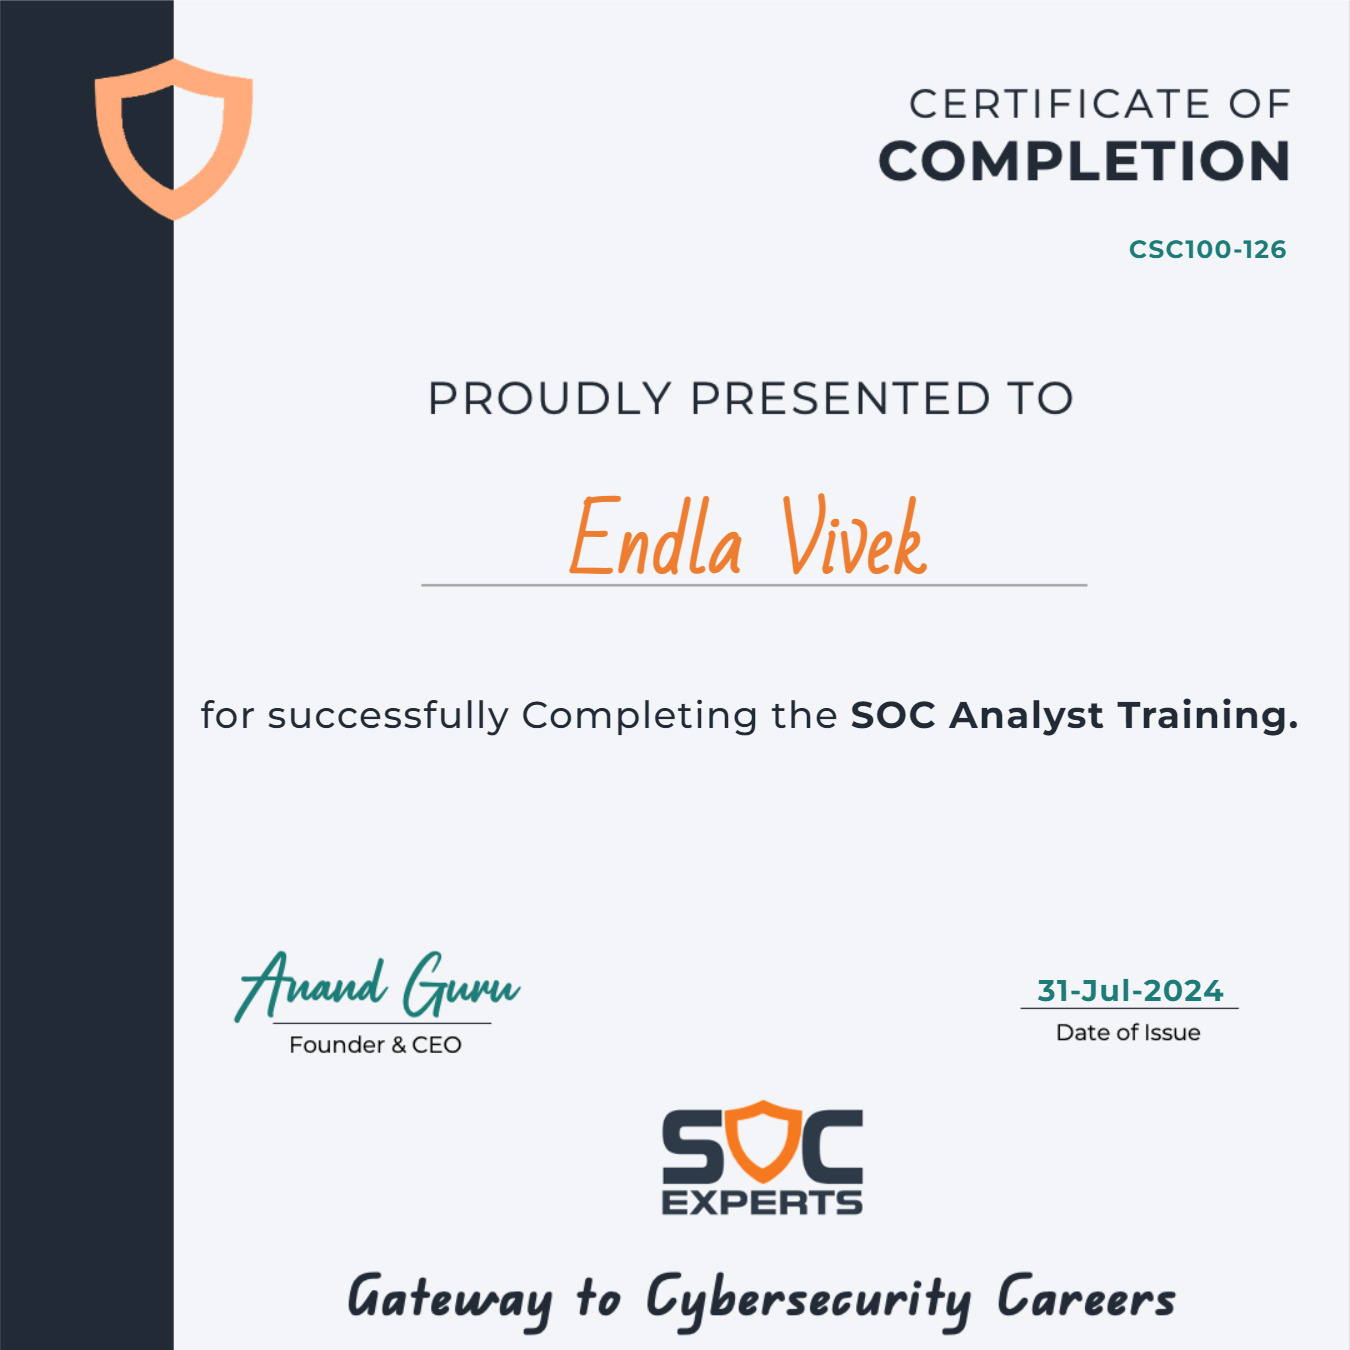 CERTIFICATE OF
COMPLETION
CSC100-126
PROUDLY PRESENTED TO
Endla Vivek
for successfully Completing the SOC Analyst Training.
Anand Guru
Founder & CEO
31-Jul-2024
Date of Issue
SOC
EXPERTS
Gateway to Cybersecurity Careers